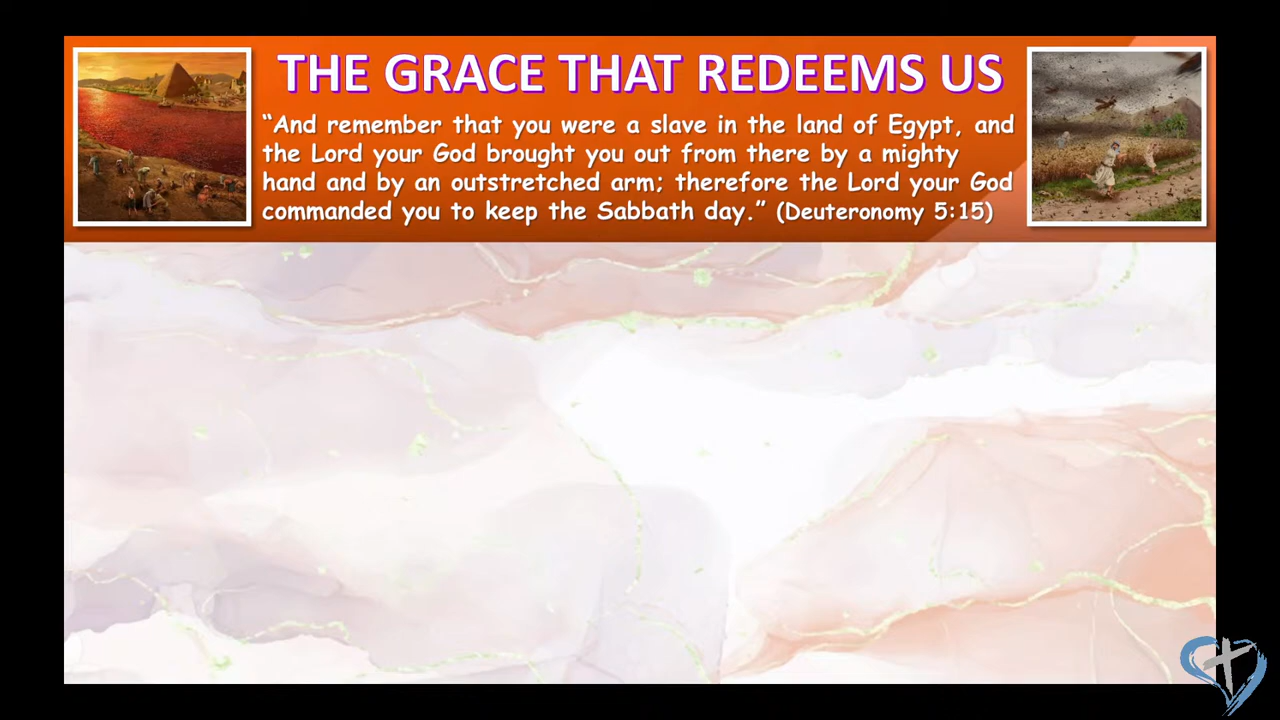 THE GRACE THAT REDEEMS US
“And remember that you were a slave in the land of Egypt, and
the Lord your God brought you out from there by a mighty
hand and by an outstretched arm; therefore the Lord your God
commanded you to keep the Sabbath day.” (Deuteronomy 5:15)